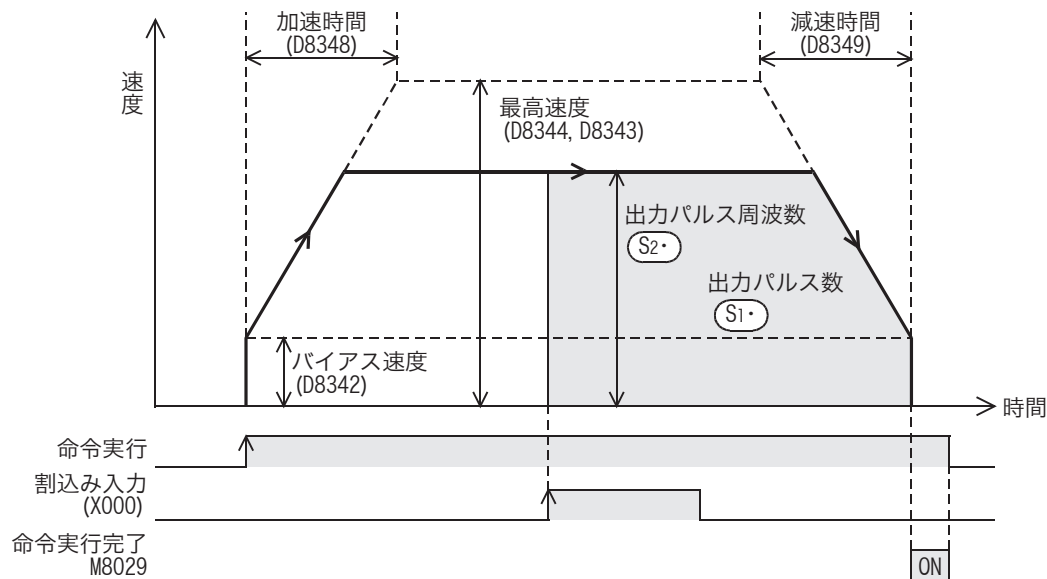 加速時間
(D8348)
減速時間
(D8349)
速度
最高速度
(D8344, D8343)
出力パルス周波数
S2・
出力パルス数
S1・
バイアス速度
(D8342)
時間
命令実行
割込み入力
(X000)
命令実行完了
M8029
ON